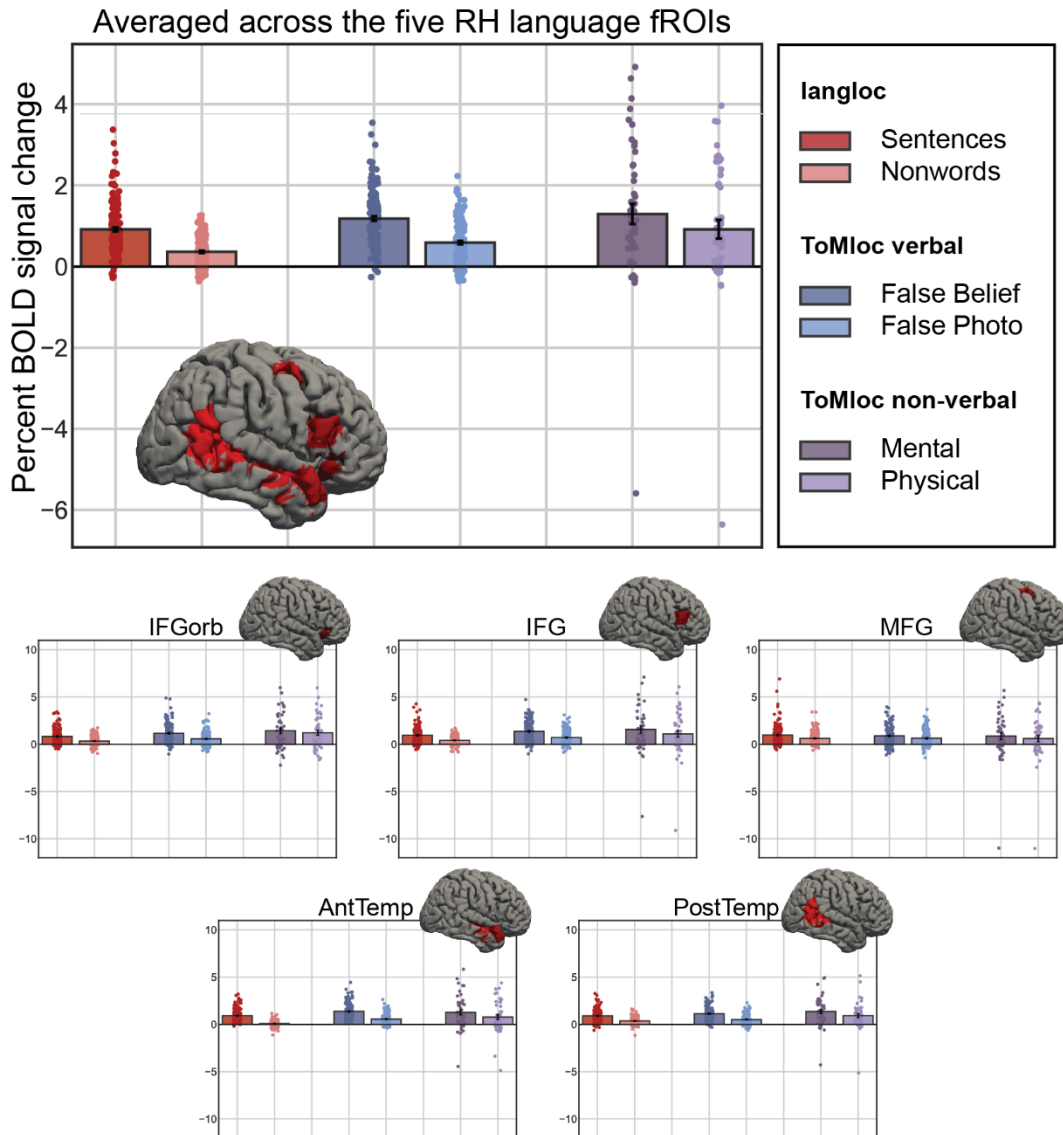 Averaged across the five RH language fROIs
Percent BOLD signal change
4
2
0
−2
−4
−6
langloc
Sentences
Nonwords
ToMloc verbal
False Belief
False Photo
ToMloc non-verbal
Mental
Physical
IFGorb
10
5
0
−5
−10
IFG
10
5
0
−5
−10
MFG
10
5
0
−5
−10
AntTemp
10
5
0
−5
−10
PostTemp
10
5
0
−5
−10